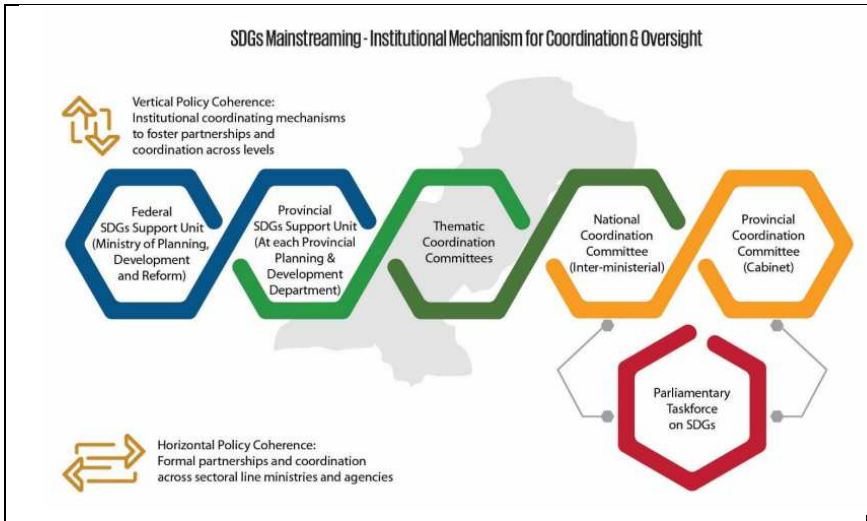 SDGs Mainstreaming - Institutional Mechanism for Coordination & Oversight
Vertical Policy Coherence:
Institutional coordinating mechanisms
to foster partnerships and
coordination across levels
Federal
SDGs Support Unit
(Ministry of Planning,
Development
and Reform)
Provincial
SDGs Support Unit
(At each Provincial
Planning &
Development
Department)
Thematic
Coordination
Committees
National
Coordination
Committee
(Inter-ministerial)
Provincial
Coordination
Committee
(Cabinet)
Parliamentary
Taskforce
on SDGs
Horizontal Policy Coherence:
Formal partnerships and coordination
across sectoral line ministries and agencies